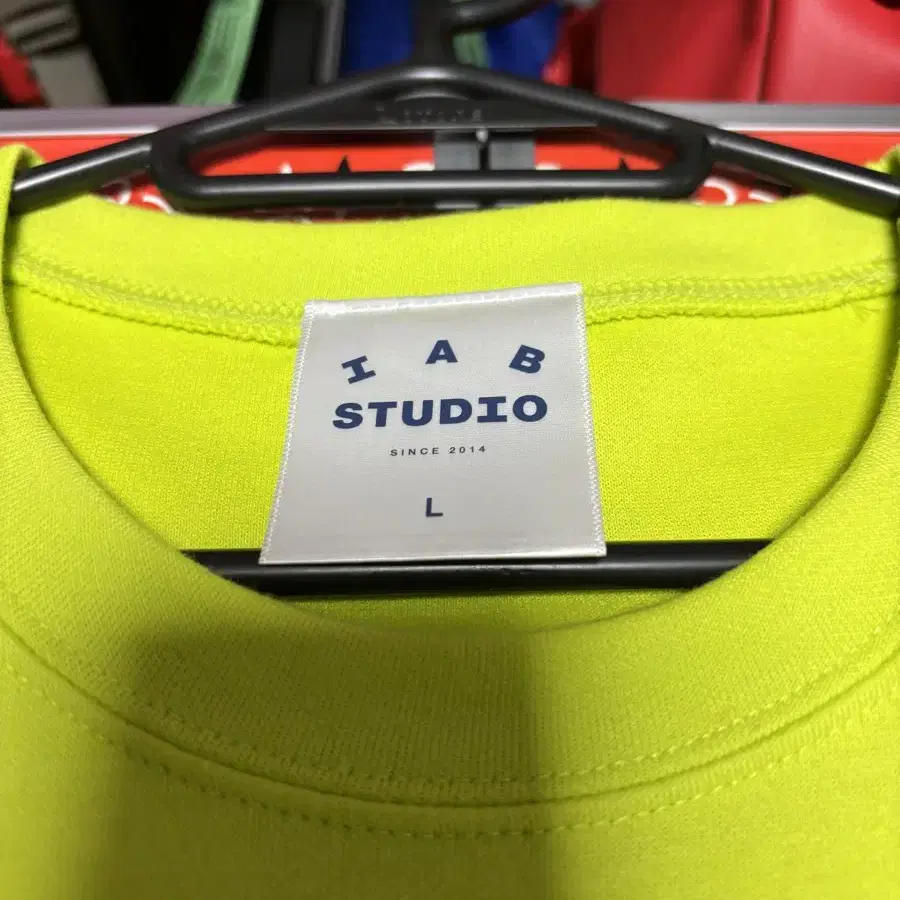 I A B
STUDIO
SINCE 2014
L